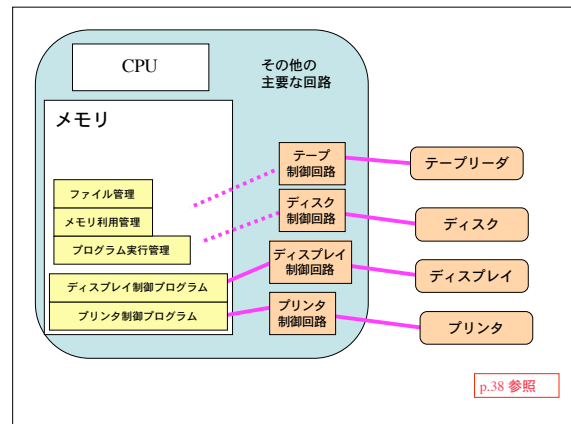 CPU
その他の
主要な回路
メモリ
テープ
制御回路
テープリーダ
ファイル管理
メモリ利用管理
プログラム実行管理
ディスク
制御回路
ディスク
ディスプレイ
制御回路
ディスプレイ
ディスプレイ制御プログラム
プリンタ制御プログラム
プリンタ
制御回路
プリンタ
p.38 参照